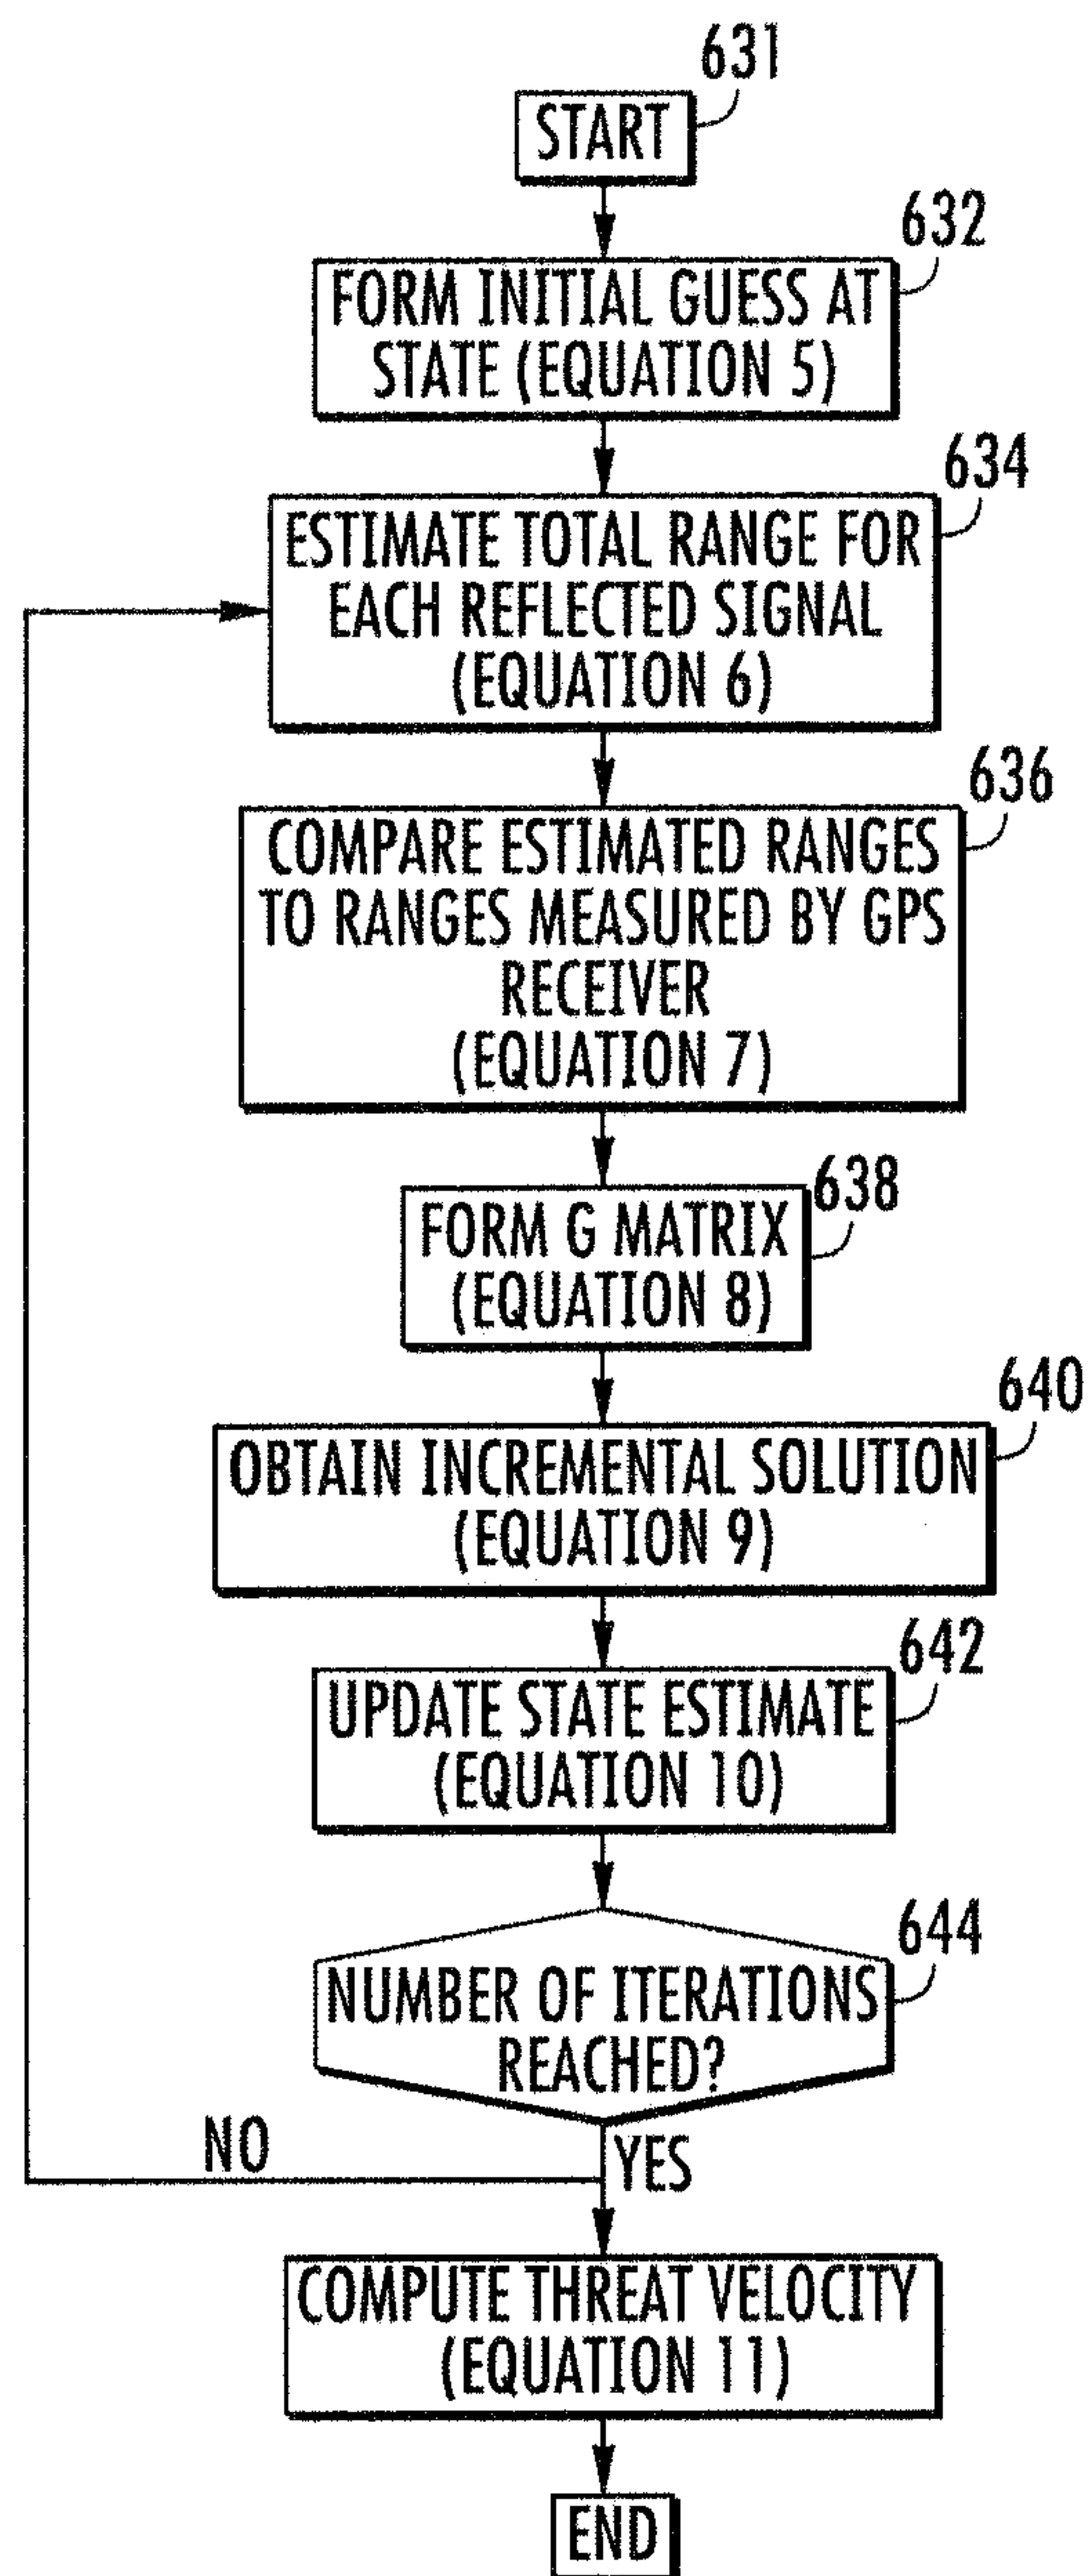 631
START
632
FORM INITIAL GUESS AT
STATE (EQUATION 5)
634
ESTIMATE TOTAL RANGE FOR
EACH REFLECTED SIGNAL
(EQUATION 6)
636
COMPARE ESTIMATED RANGES
TO RANGES MEASURED BY GPS
RECEIVER
(EQUATION 7)
638
FORM G MATRIX
(EQUATION 8)
640
OBTAIN INCREMENTAL SOLUTION
(EQUATION 9)
642
UPDATE STATE ESTIMATE
(EQUATION 10)
644
NUMBER OF ITERATIONS
REACHED?
NO
YES
COMPUTE THREAT VELOCITY
(EQUATION 11)
END